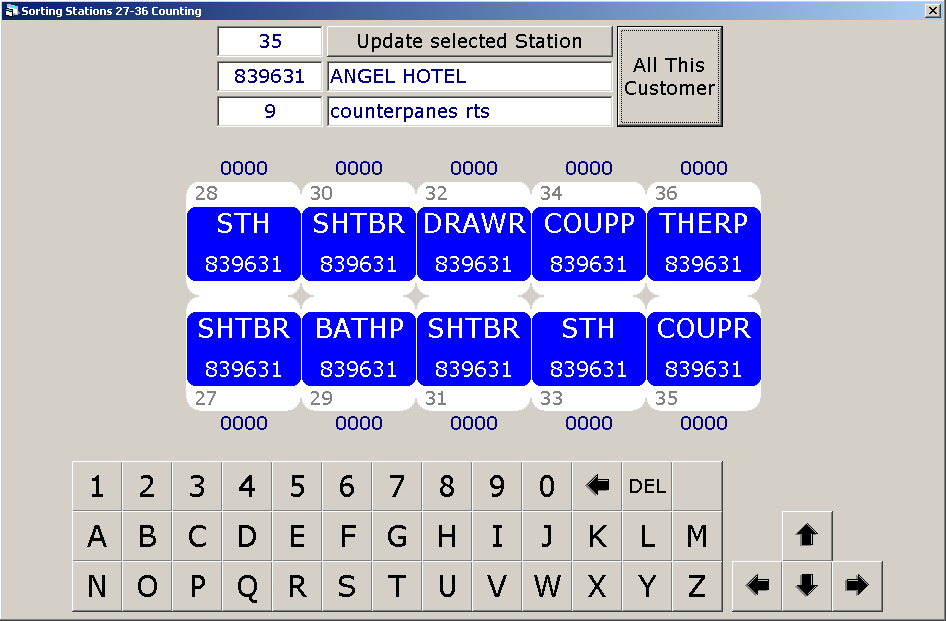 Sorting Stations 27-36 Counting
35 Update selected Station
839631 ANGEL HOTEL
9 counterpanes rts
All This
Customer
0000 0000 0000 0000 0000
28 30 32 34 36
STH SHTBR DRAWR COUPP THERP
839631 839631 839631 839631 839631
SHTBR BATHP SHTBR STH COUPR
839631 839631 839631 839631 839631
27 29 31 33 35
0000 0000 0000 0000 0000
1 2 3 4 5 6 7 8 9 0 DEL
A B C D E F G H I J K L M
N O P Q R S T U V W X Y Z